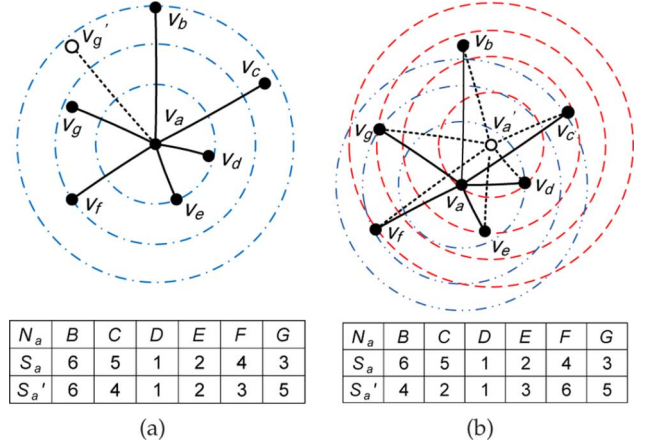 v_b
v_g'
v_c
v_a
v_g
v_d
v_f
v_e
N_a B C D E F G
S_a 6 5 1 2 4 3
S_a' 6 4 1 2 3 5
(a)
v_b
v_g
v_a'
v_c
v_a
v_d
v_f
v_e
N_a B C D E F G
S_a 6 5 1 2 4 3
S_a' 4 2 1 3 6 5
(b)